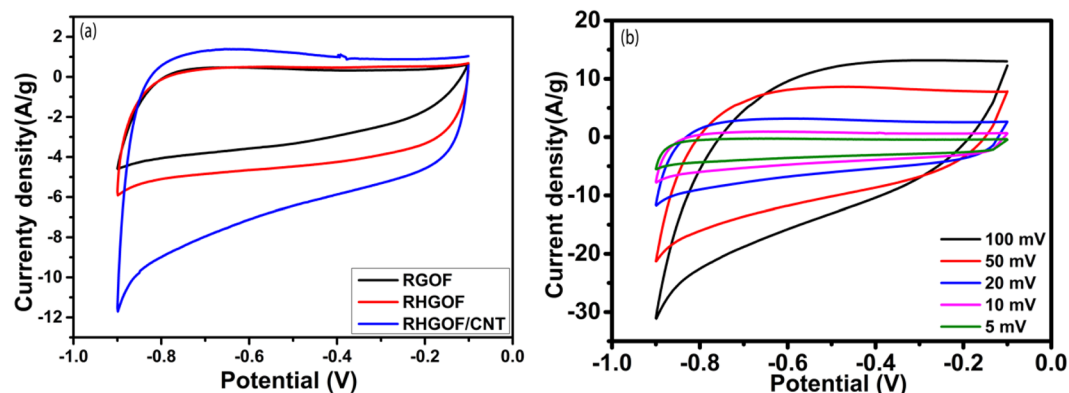 (a)
2
0
-2
-4
-6
-8
-10
-12
Currenty density(A/g)
RGOF
RHGOF
RHGOF/CNT
-1.0 -0.8 -0.6 -0.4 -0.2 0.0
Potential (V)
(b)
20
10
0
-10
-20
-30
Current density(A/g)
100 mV
50 mV
20 mV
10 mV
5 mV
-1.0 -0.8 -0.6 -0.4 -0.2 0.0
Potential (V)